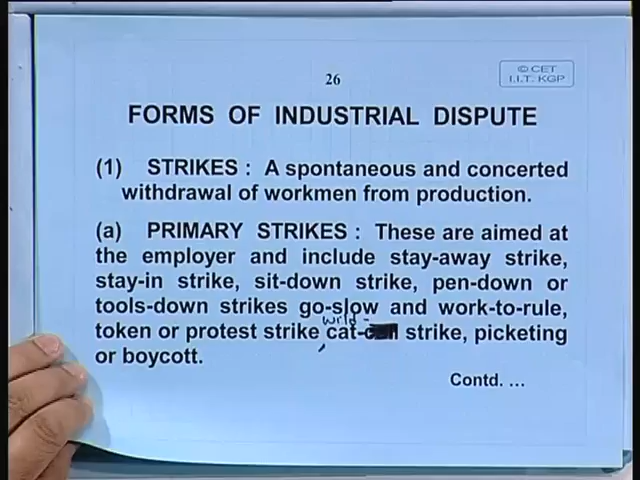 © CET
I.I.T. KGP
26
FORMS OF INDUSTRIAL DISPUTE
(1) STRIKES : A spontaneous and concerted
withdrawal of workmen from production.
(a) PRIMARY STRIKES : These are aimed at
the employer and include stay-away strike,
stay-in strike, sit-down strike, pen-down or
tools-down strikes go-slow and work-to-rule,
wild-
token or protest strike, cat- strike, picketing
or boycott.
Contd. ...